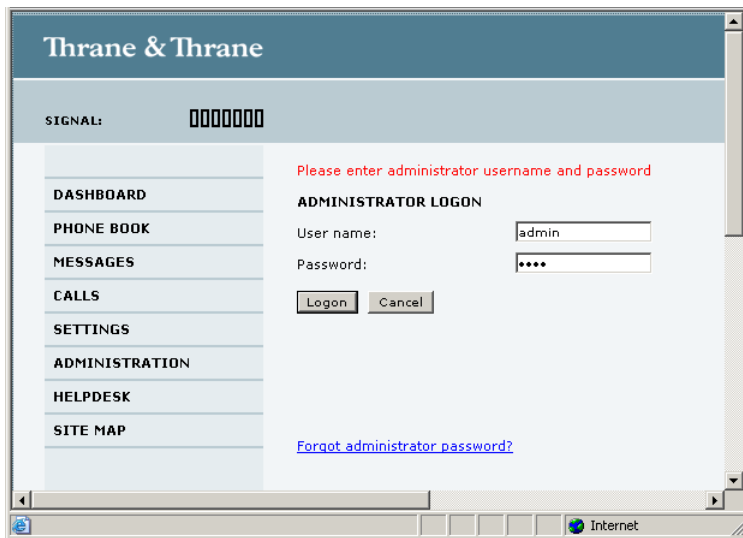 Thrane & Thrane
SIGNAL:
Please enter administrator username and password
ADMINISTRATOR LOGON
User name: admin
Password: ••••
Logon Cancel
Forgot administrator password?
DASHBOARD
PHONE BOOK
MESSAGES
CALLS
SETTINGS
ADMINISTRATION
HELPDESK
SITE MAP
Internet